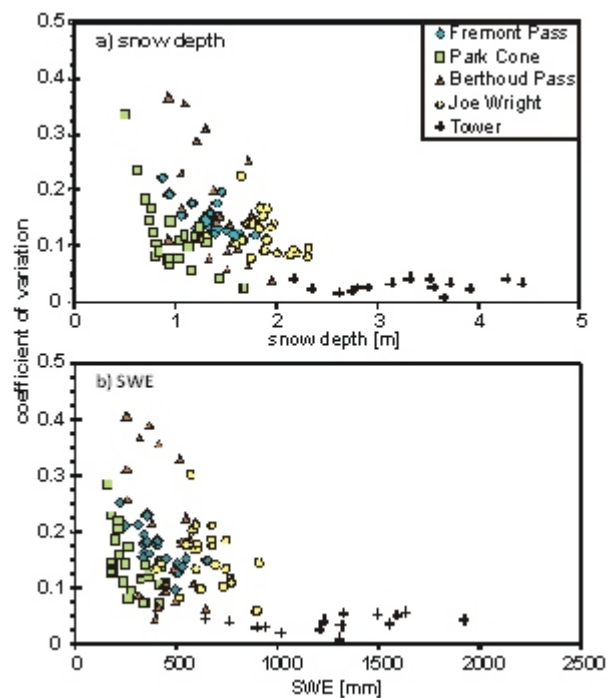 a) snow depth
Fremont Pass
Park Cone
Berthoud Pass
Joe Wright
Tower
0.5
0.4
0.3
0.2
0.1
0
0 1 2 3 4 5
snow depth [m]
coefficient of variation
b) SWE
0.5
0.4
0.3
0.2
0.1
0
0 500 1000 1500 2000 2500
SWE [mm]